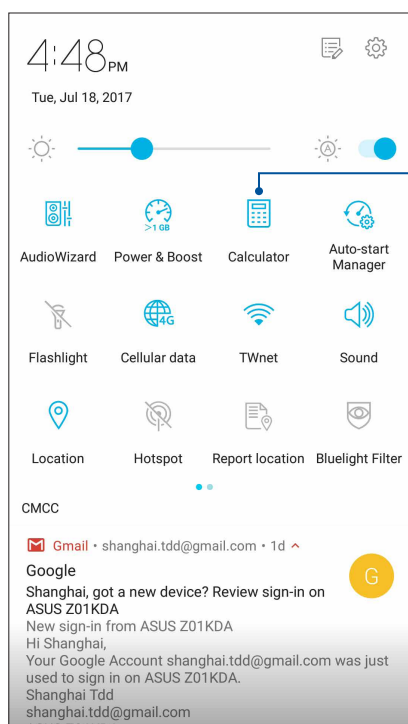 4:48 PM
Tue, Jul 18, 2017
A
>1 GB
AudioWizard Power & Boost Calculator Auto-start Manager
4G
Flashlight Cellular data TWnet Sound
Location Hotspot Report location Bluelight Filter
CMCC
Gmail • shanghai.tdd@gmail.com • 1d
Google
G
Shanghai, got a new device? Review sign-in on
ASUS Z01KDA
New sign-in from ASUS Z01KDA
Hi Shanghai,
Your Google Account shanghai.tdd@gmail.com was just
used to sign in on ASUS Z01KDA.
Shanghai Tdd
shanghai.tdd@gmail.com